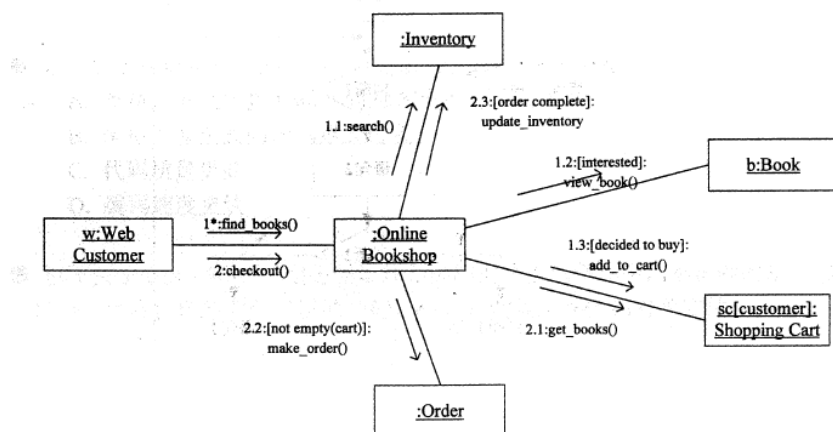 :Inventory
1.1:search()
2.3:[order complete]:
update_inventory
1.2:[interested]:
view_book()
b:Book
1*:find_books()
w:Web
Customer
:Online
Bookshop
2:checkout()
1.3:[decided to buy]:
add_to_cart()
sc[customer]:
Shopping Cart
2.1:get_books()
2.2:[not empty(cart)]:
make_order()
:Order